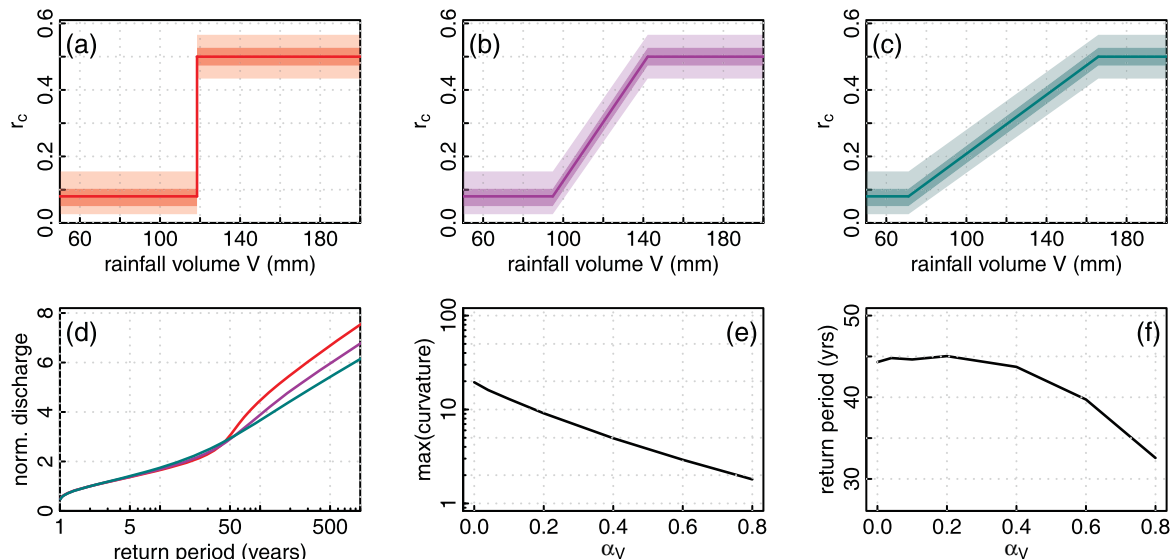 (a)
r_c
0.0 0.2 0.4 0.6
60 100 140 180
rainfall volume V (mm)
(b)
r_c
0.0 0.2 0.4 0.6
60 100 140 180
rainfall volume V (mm)
(c)
r_c
0.0 0.2 0.4 0.6
60 100 140 180
rainfall volume V (mm)
(d)
norm. discharge
0 2 4 6 8
1 5 50 500
return period (years)
(e)
max(curvature)
1 10 100
0.0 0.2 0.4 0.6 0.8
α_V
(f)
return period (yrs)
30 40 50
0.0 0.2 0.4 0.6 0.8
α_V